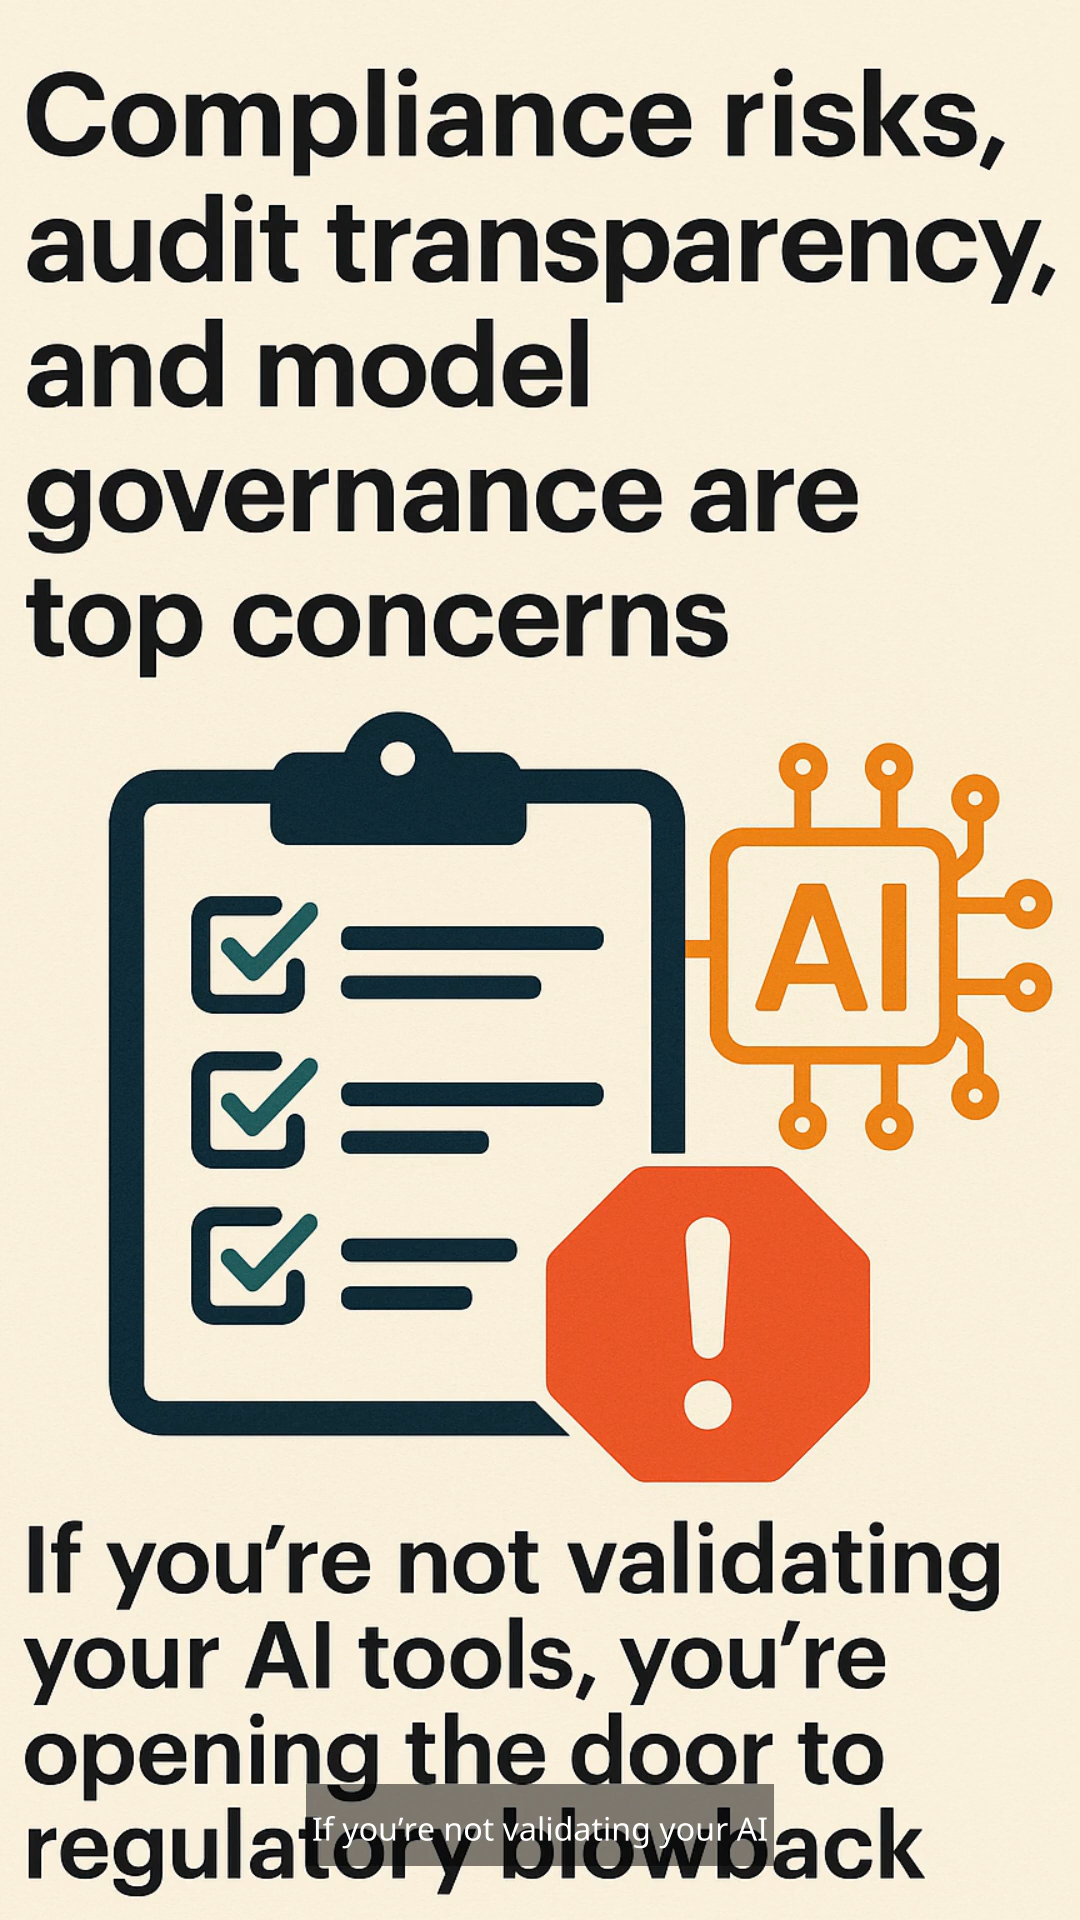 Compliance risks,
audit transparency,
and model
governance are
top concerns
AI
If you’re not validating
your AI tools, you’re
opening the door to
regulatory blowback
If you’re not validating your AI